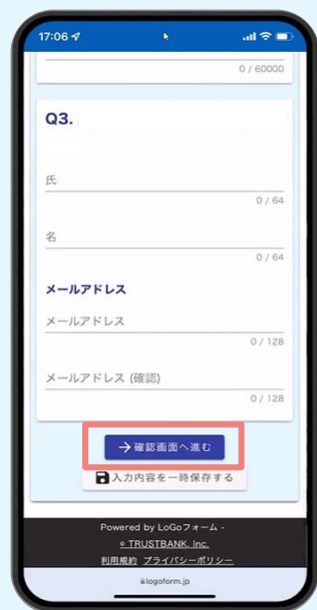 17:06
0 / 60000
Q3.
氏
0 / 64
名
0 / 64
メールアドレス
メールアドレス
0 / 128
メールアドレス (確認)
0 / 128
→確認画面へ進む
入力内容を一時保存する
Powered by LoGoフォーム -
© TRUSTBANK, Inc.
利用規約 プライバシーポリシー
logoform.jp